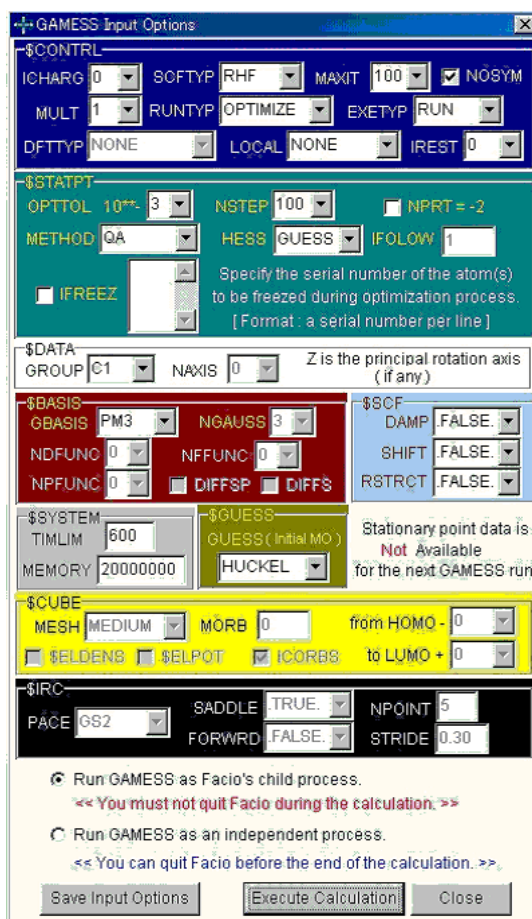 GAMESS Input Options
$CONTRL
ICHARG 0 SCFTYP RHF MAXIT 100 NOSYM
MULT 1 RUNTYP OPTIMIZE EXETYP RUN
DFTTYP NONE LOCAL NONE IREST 0
$STATPT
OPTTOL 10**- 3 NSTEP 100 NPRT = -2
METHOD QA HESS GUESS IFOLOW 1
IFREEZ
Specify the serial number of the atom(s)
to be freezed during optimization process.
[ Format : a serial number per line ]
$DATA
GROUP C1 NAXIS 0 Z is the principal rotation axis
( if any )
$BASIS
GBASIS PM3 NGAUSS 3
NDFUNC 0 NFFUNC 0
NPFUNC 0 DIFFSP DIFFS
$SCF
DAMP .FALSE.
SHIFT .FALSE.
RSTRCT .FALSE.
$SYSTEM
TIMLIM 600
MEMORY 20000000
$GUESS
GUESS ( Initial MO )
HUCKEL
Stationary point data is
Not Available
for the next GAMESS run
$CUBE
MESH MEDIUM MORB 0 from HOMO - 0
$ELDENS $ELPOT ICORBS to LUMO + 0
$IRC
PACE GS2
SADDLE .TRUE. NPOINT 5
FORWRD .FALSE. STRIDE 0.30
Run GAMESS as Facio's child process.
<< You must not quit Facio during the calculation. >>
Run GAMESS as an independent process.
<< You can quit Facio before the end of the calculation. >>
Save Input Options Execute Calculation Close